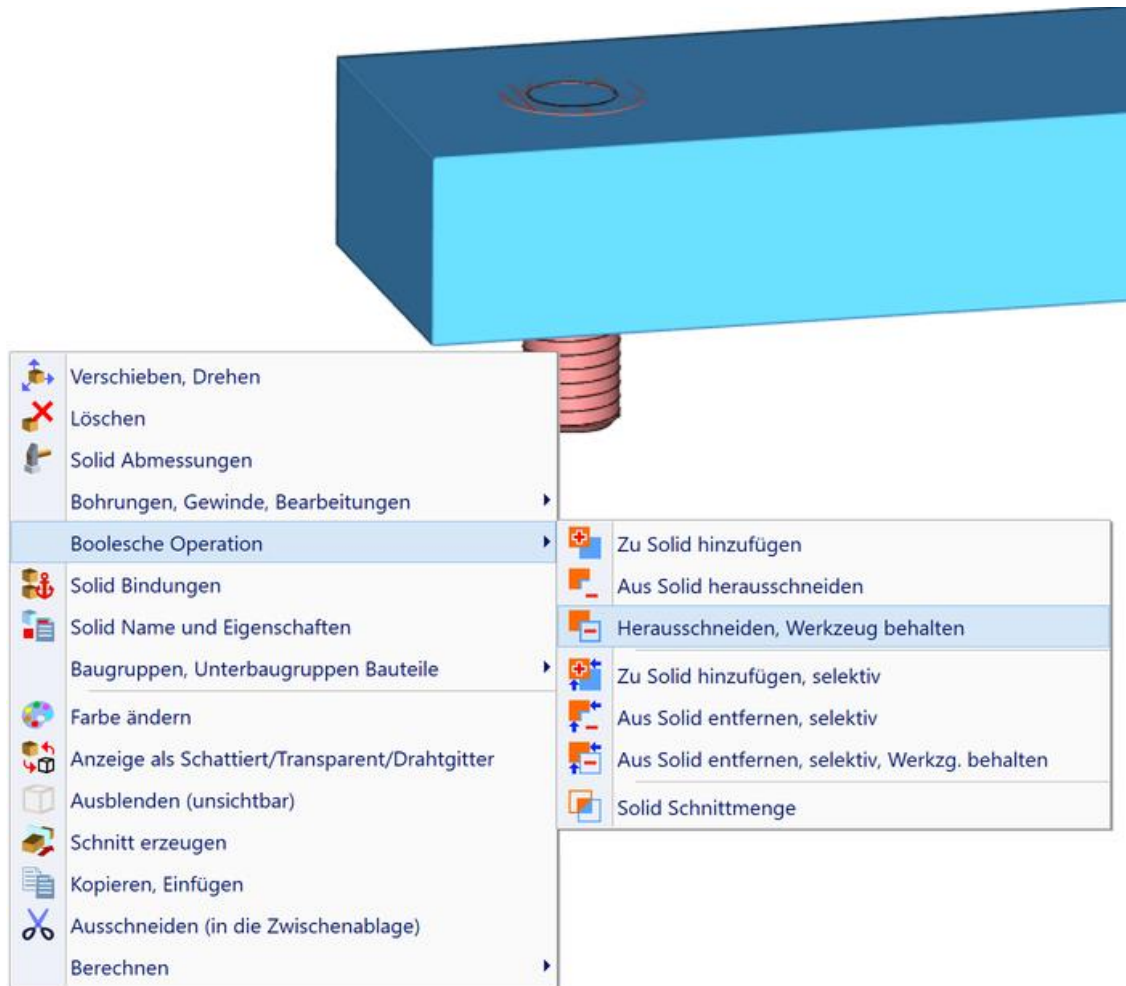 Verschieben, Drehen
Löschen
Solid Abmessungen
Bohrungen, Gewinde, Bearbeitungen
Boolesche Operation
Solid Bindungen
Solid Name und Eigenschaften
Baugruppen, Unterbaugruppen Bauteile
Farbe ändern
Anzeige als Schattiert/Transparent/Drahtgitter
Ausblenden (unsichtbar)
Schnitt erzeugen
Kopieren, Einfügen
Ausschneiden (in die Zwischenablage)
Berechnen
Zu Solid hinzufügen
Aus Solid herausschneiden
Herausschneiden, Werkzeug behalten
Zu Solid hinzufügen, selektiv
Aus Solid entfernen, selektiv
Aus Solid entfernen, selektiv, Werkzg. behalten
Solid Schnittmenge